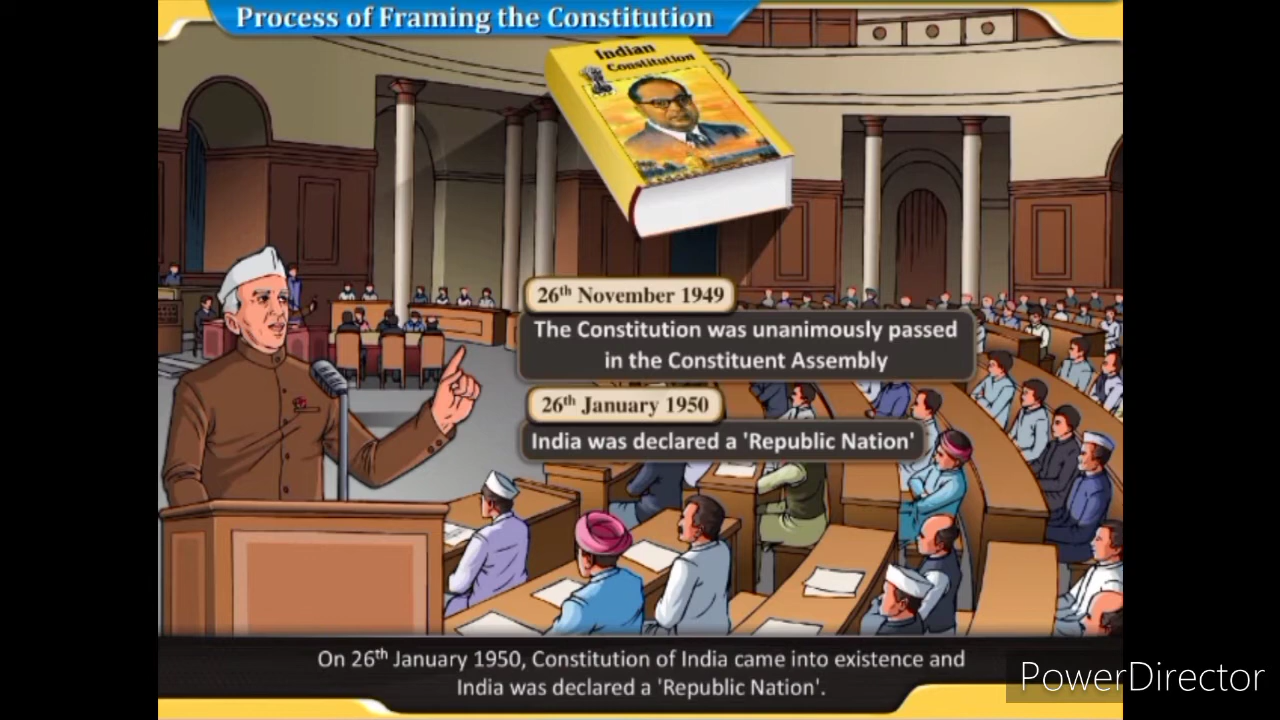 Process of Framing the Constitution
Indian
Constitution
26th November 1949
The Constitution was unanimously passed
in the Constituent Assembly
26th January 1950
India was declared a 'Republic Nation'
On 26th January 1950, Constitution of India came into existence and
India was declared a 'Republic Nation'.
PowerDirector